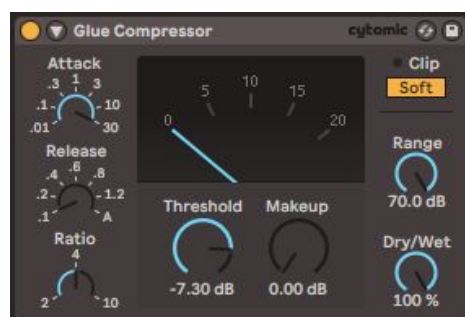 Glue Compressor cytomic
Attack
.3 1 3
.1 10
.01 30
Release
.4 .6 .8
.2 1.2
.1 A
Ratio
4
2 10
0 5 10 15 20
Threshold
-7.30 dB
Makeup
0.00 dB
Clip
Soft
Range
70.0 dB
Dry/Wet
100 %